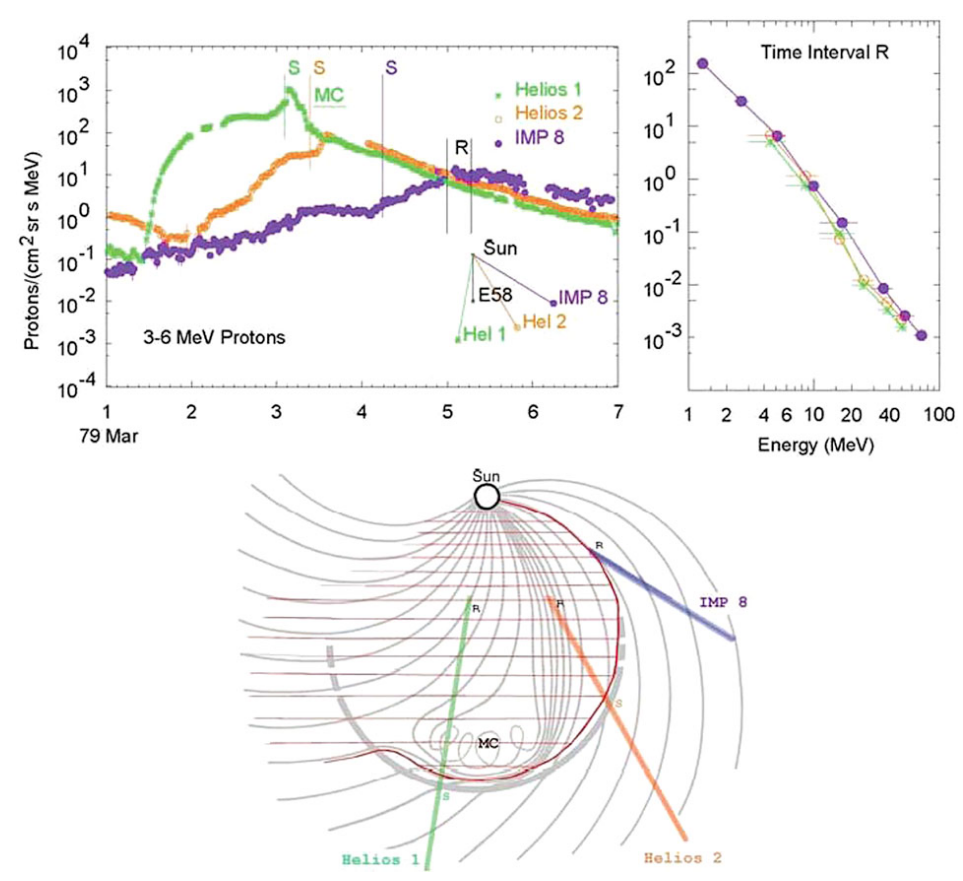 10^4
10^3
10^2
10^1
10^0
10^-1
10^-2
10^-3
10^-4
Protons/(cm^2 sr s MeV)
S
S
S
MC
Helios 1
Helios 2
IMP 8
R
Sun
E58
IMP 8
Hel 2
Hel 1
3-6 MeV Protons
1 2 3 4 5 6 7
79 Mar
Time Interval R
10^2
10^1
10^0
10^-1
10^-2
10^-3
1 2 4 6 10 20 40 100
Energy (MeV)
Sun
R
IMP 8
R
R
S
MC
S
Helios 1
Helios 2